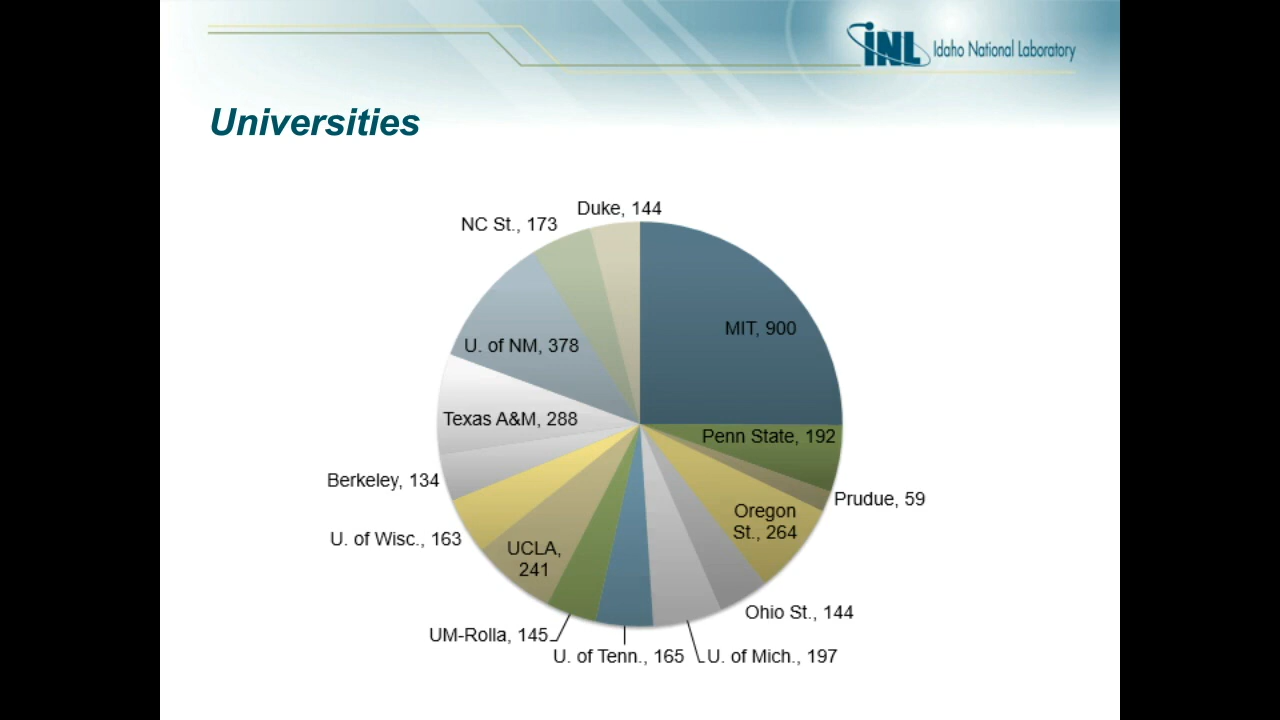 INL Idaho National Laboratory
Universities
Duke, 144
NC St., 173
MIT, 900
U. of NM, 378
Texas A&M, 288
Penn State, 192
Berkeley, 134
Prudue, 59
Oregon
St., 264
U. of Wisc., 163
UCLA,
241
Ohio St., 144
UM-Rolla, 145
U. of Tenn., 165
U. of Mich., 197